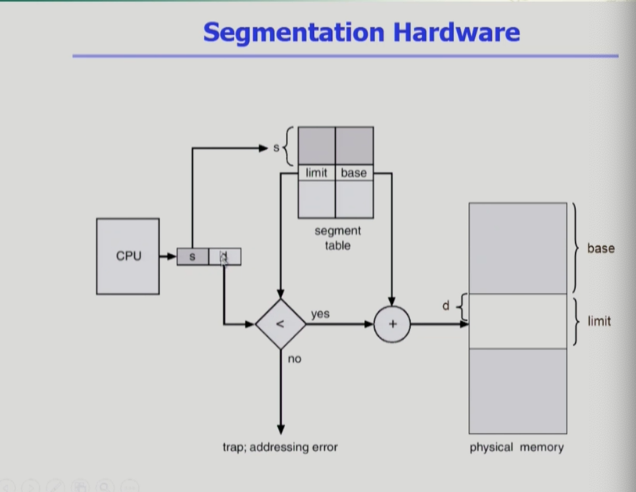 Segmentation Hardware
s
limit base
segment
table
CPU
s d
base
d
limit
<
yes
+
no
trap; addressing error
physical memory